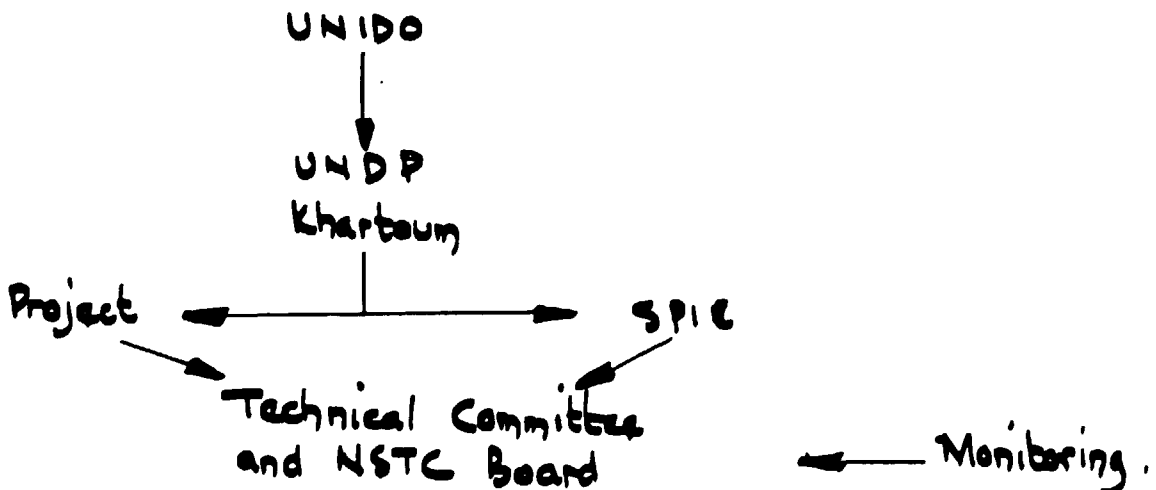 UNIDO
UNDP
Khartoum
Project
SPIC
Technical Committee
and NSTC Board
Monitoring.